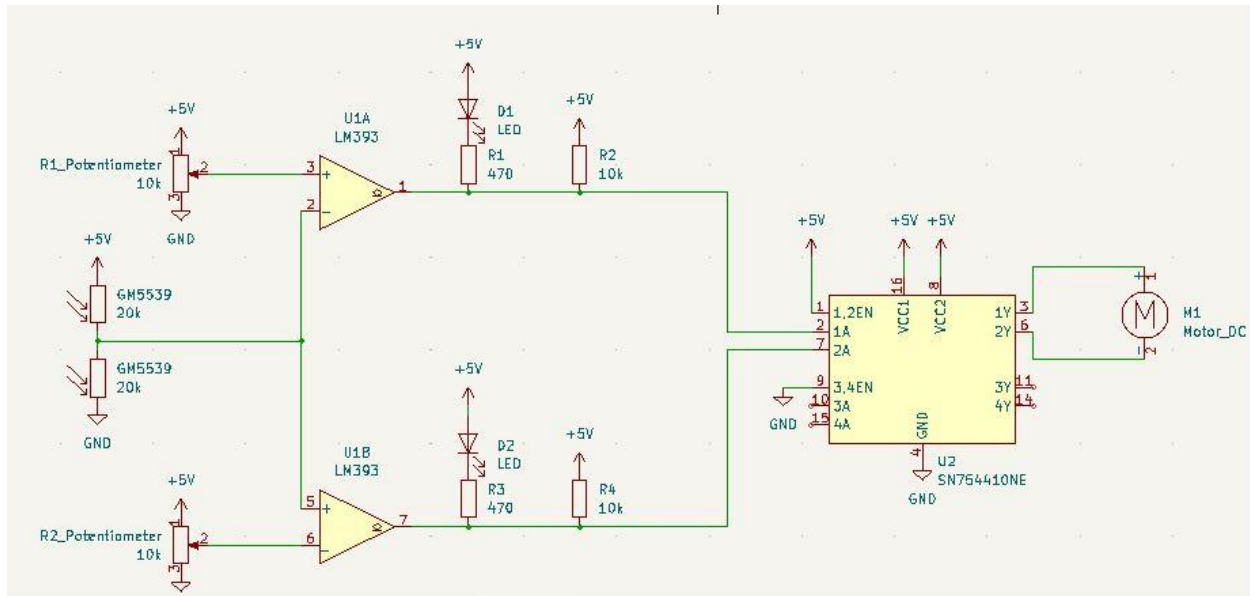 +5V
+5V
+5V
U1A
LM393
D1
LED
R1_Potentiometer
10k
1
2
3
3
+
2
-
1
R1
470
R2
10k
GND
+5V
+5V
+5V
+5V
GM5539
20k
16
8
VCC1
VCC2
1
1,2EN
2
1A
7
2A
1Y
3
2Y
6
+
1
M
-
2
M1
Motor_DC
GM5539
20k
GND
+5V
9
3,4EN
10
3A
15
4A
3Y
11
4Y
14
GND
GND
4
U2
SN754410NE
GND
U1B
LM393
D2
LED
+5V
+5V
R2_Potentiometer
10k
1
2
3
5
+
6
-
7
R3
470
R4
10k